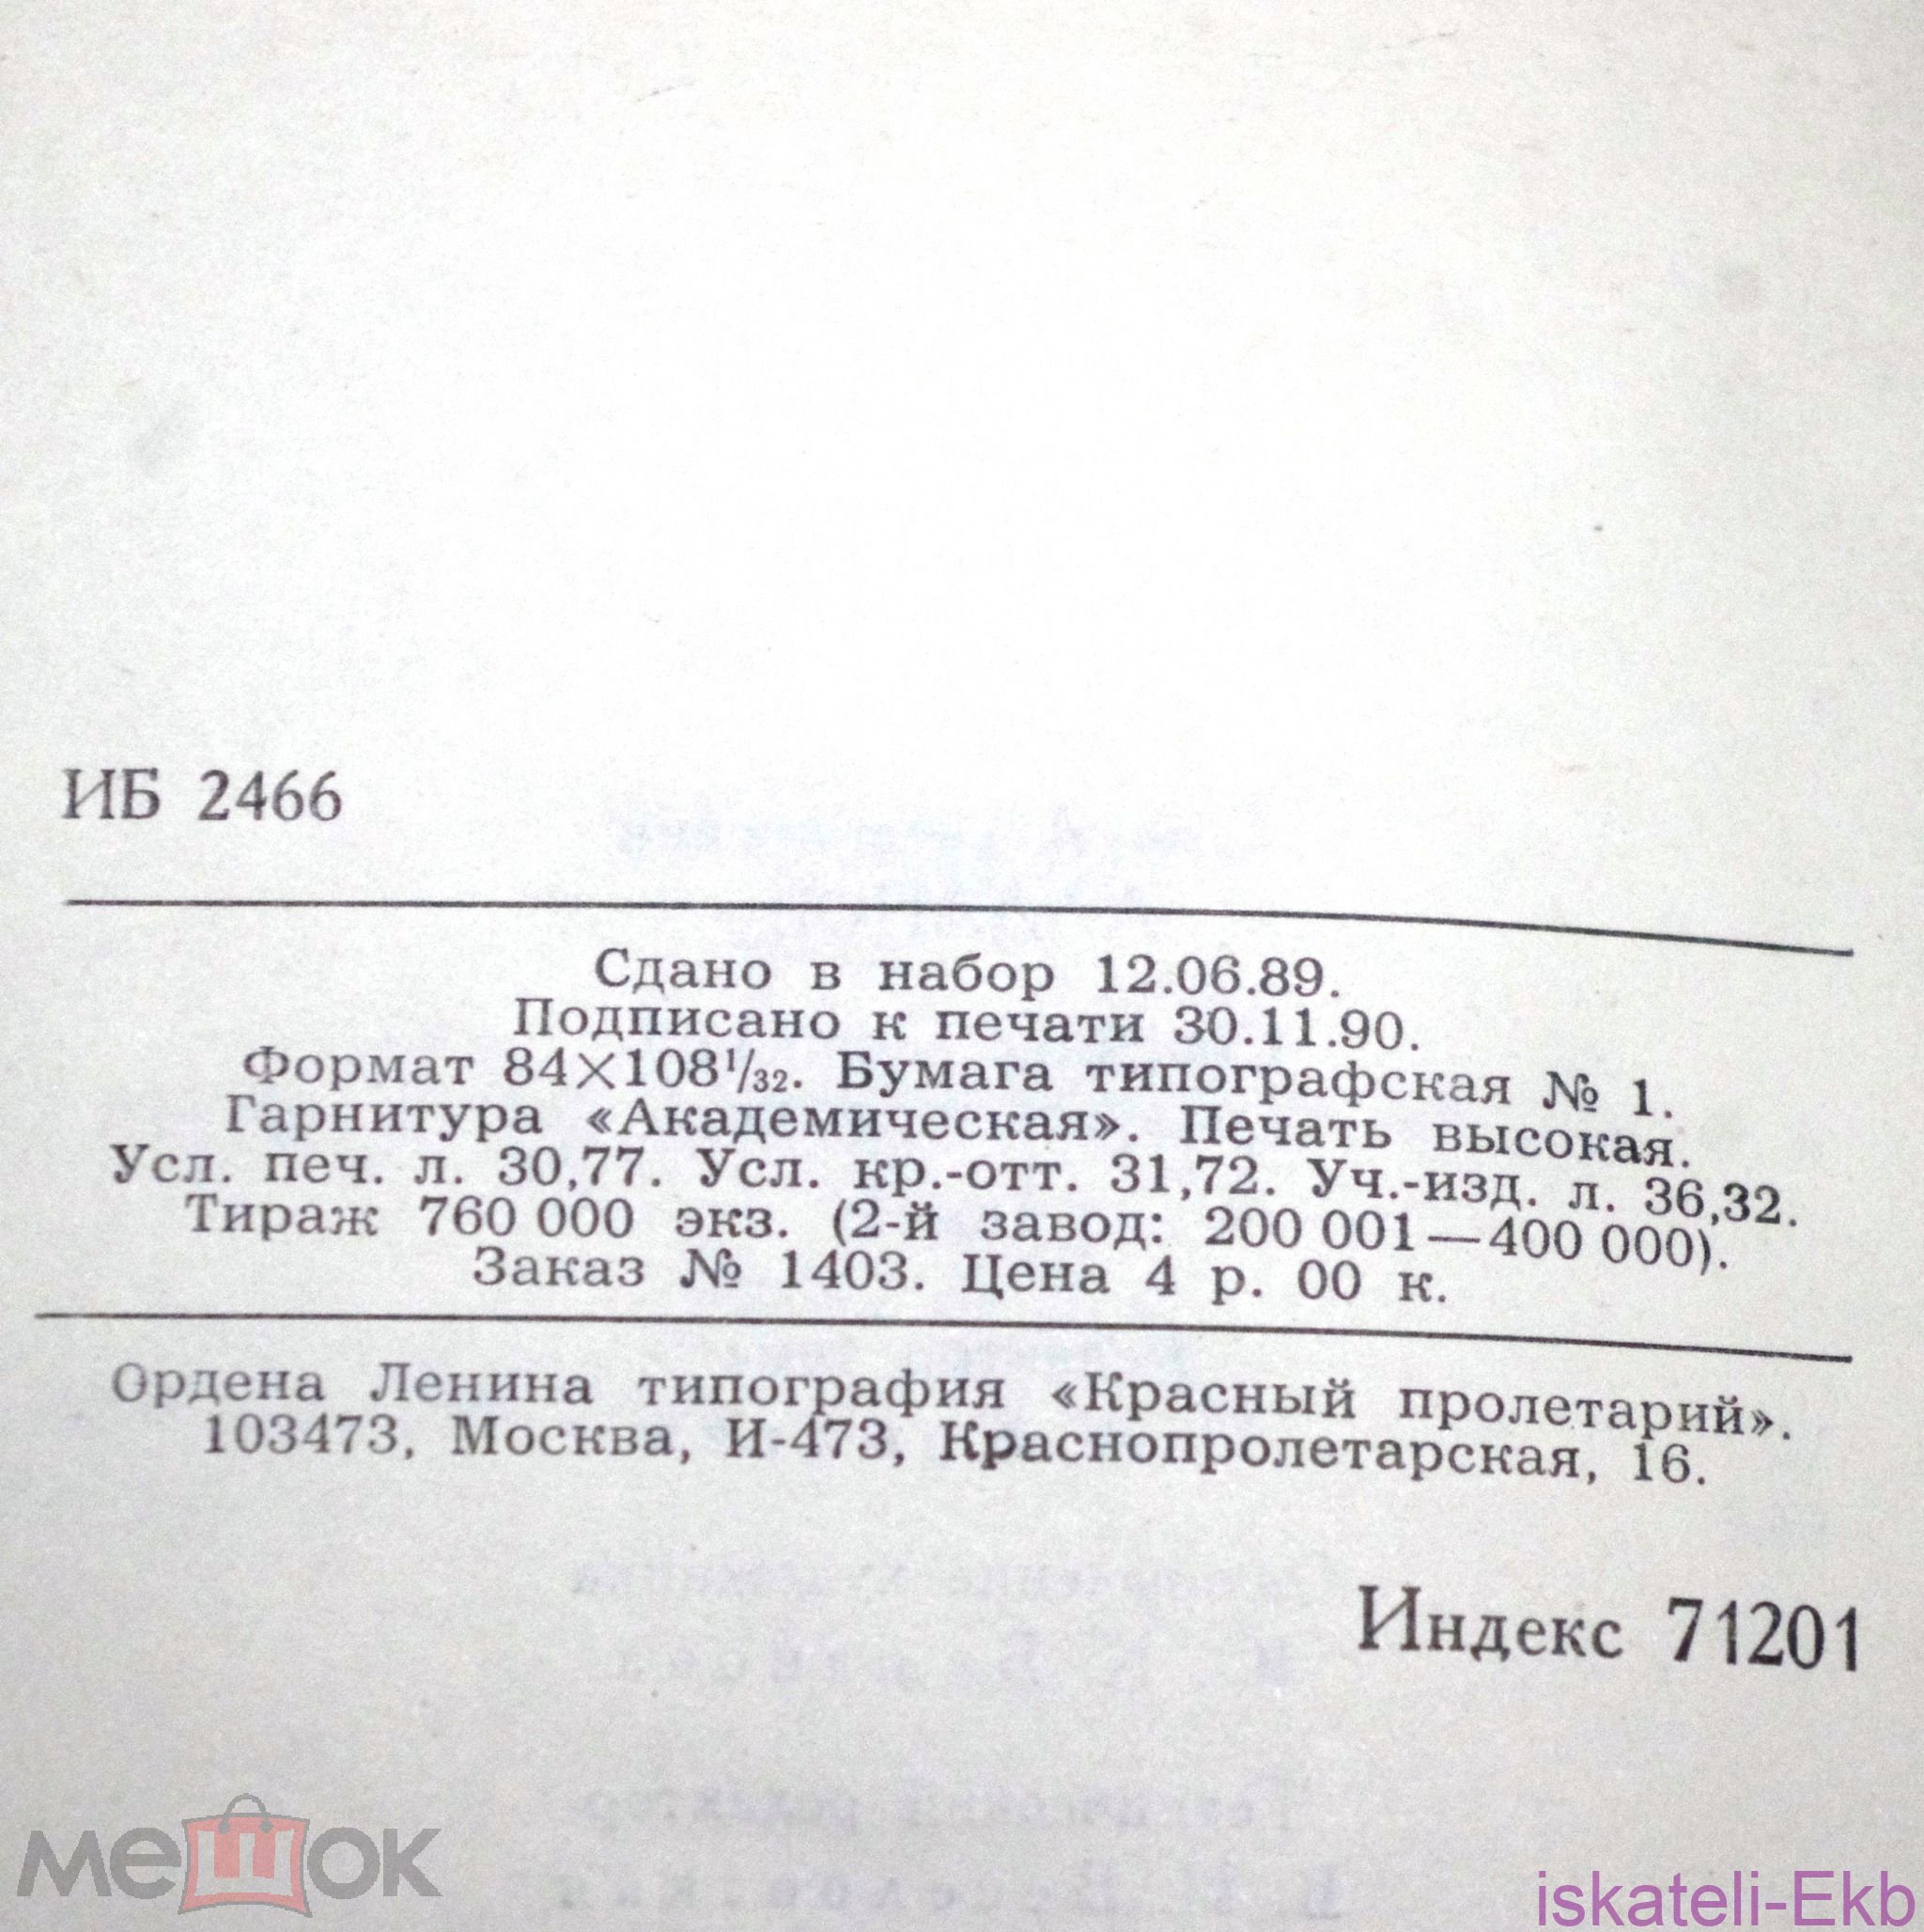 ИБ 2466
Сдано в набор 12.06.89.
Подписано к печати 30.11.90.
Формат 84×108¹/₃₂. Бумага типографская № 1.
Гарнитура «Академическая». Печать высокая.
Усл. печ. л. 30,77. Усл. кр.-отт. 31,72. Уч.-изд. л. 36,32.
Тираж 760 000 экз. (2-й завод: 200 001—400 000).
Заказ № 1403. Цена 4 р. 00 к.
Ордена Ленина типография «Красный пролетарий».
103473, Москва, И-473, Краснопролетарская, 16.
Индекс 71201
мешок
iskateli-Ekb